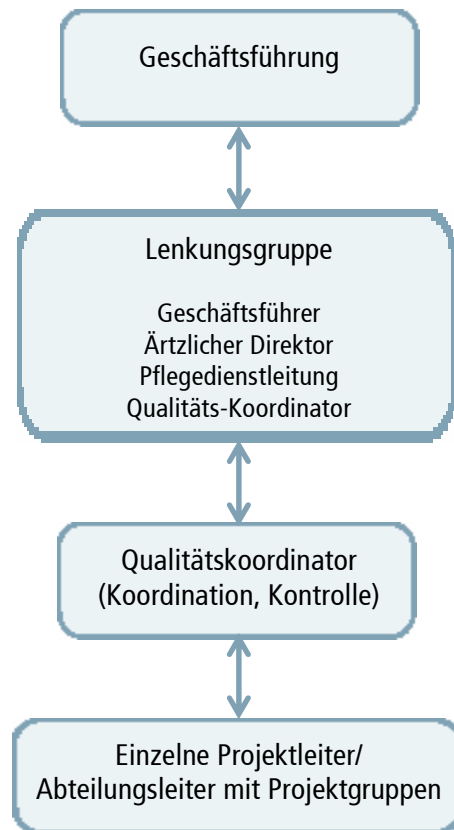 Geschäftsführung
Lenkungsgruppe
Geschäftsführer
Ärtzlicher Direktor
Pflegedienstleitung
Qualitäts-Koordinator
Qualitätskoordinator
(Koordination, Kontrolle)
Einzelne Projektleiter/
Abteilungsleiter mit Projektgruppen